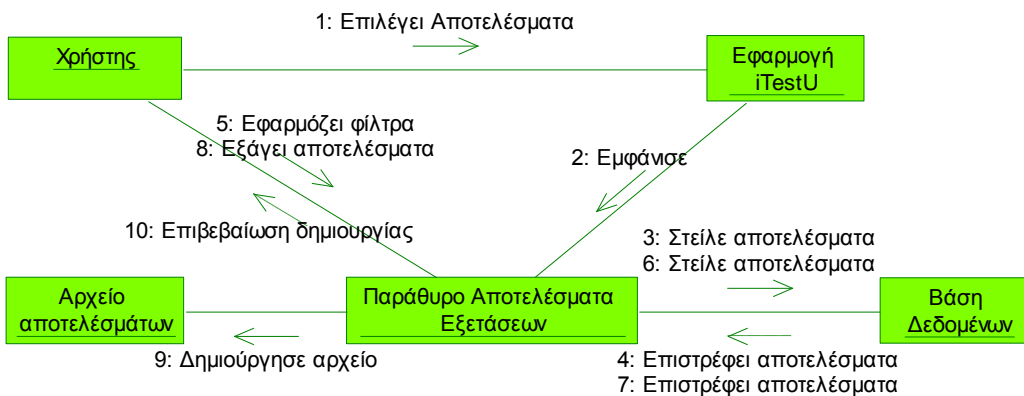 1: Επιλέγει Αποτελέσματα
Χρήστης
Εφαρμογή
iTestU
5: Εφαρμόζει φίλτρα
8: Εξάγει αποτελέσματα
2: Εμφάνισε
10: Επιβεβαίωση δημιουργίας
3: Στείλε αποτελέσματα
6: Στείλε αποτελέσματα
Αρχείο
αποτελέσμάτων
Παράθυρο Αποτελέσματα
Εξετάσεων
Βάση
Δεδομένων
9: Δημιούργησε αρχείο
4: Επιστρέφει αποτελέσματα
7: Επιστρέφει αποτελέσματα